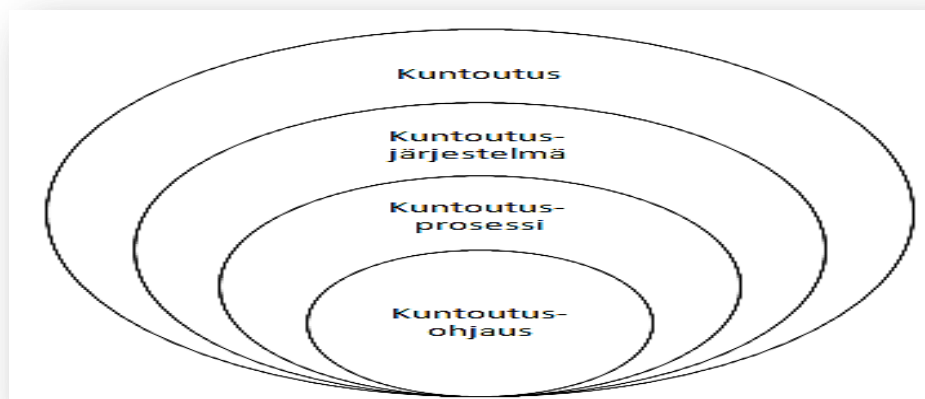 Kuntoutus
Kuntoutus-
järjestelmä
Kuntoutus-
prosessi
Kuntoutus-
ohjaus